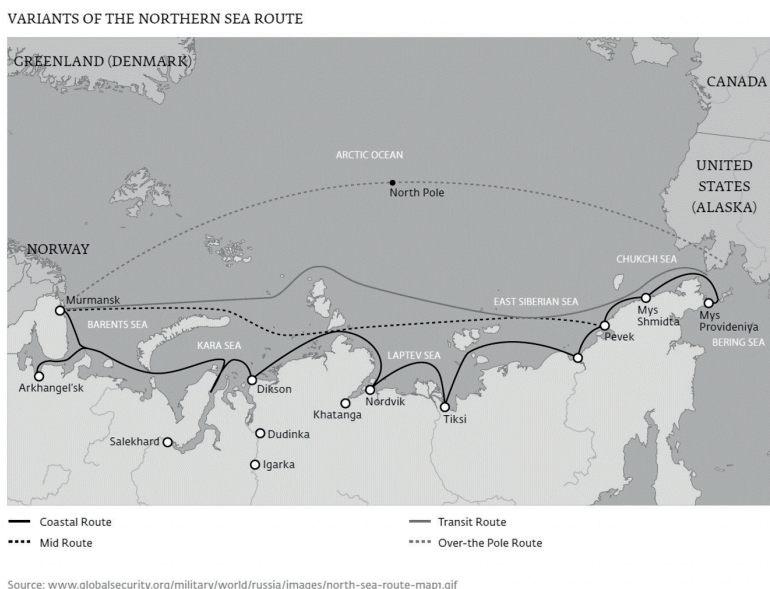 VARIANTS OF THE NORTHERN SEA ROUTE
GREENLAND (DENMARK)
CANADA
ARCTIC OCEAN
UNITED
STATES
(ALASKA)
North Pole
NORWAY
CHUKCHI SEA
Murmansk
EAST SIBERIAN SEA
BARENTS SEA
Mys
Shmidta
Mys
Provideniya
KARA SEA
Pevek
BERING SEA
LAPTEV SEA
Arkhangel'sk
Dikson
Nordvik
Khatanga
Tiksi
Salekhard
Dudinka
Igarka
Coastal Route
Transit Route
Mid Route
Over-the Pole Route
Source: www.globalsecurity.org/military/world/russia/images/north-sea-route-map1.gif